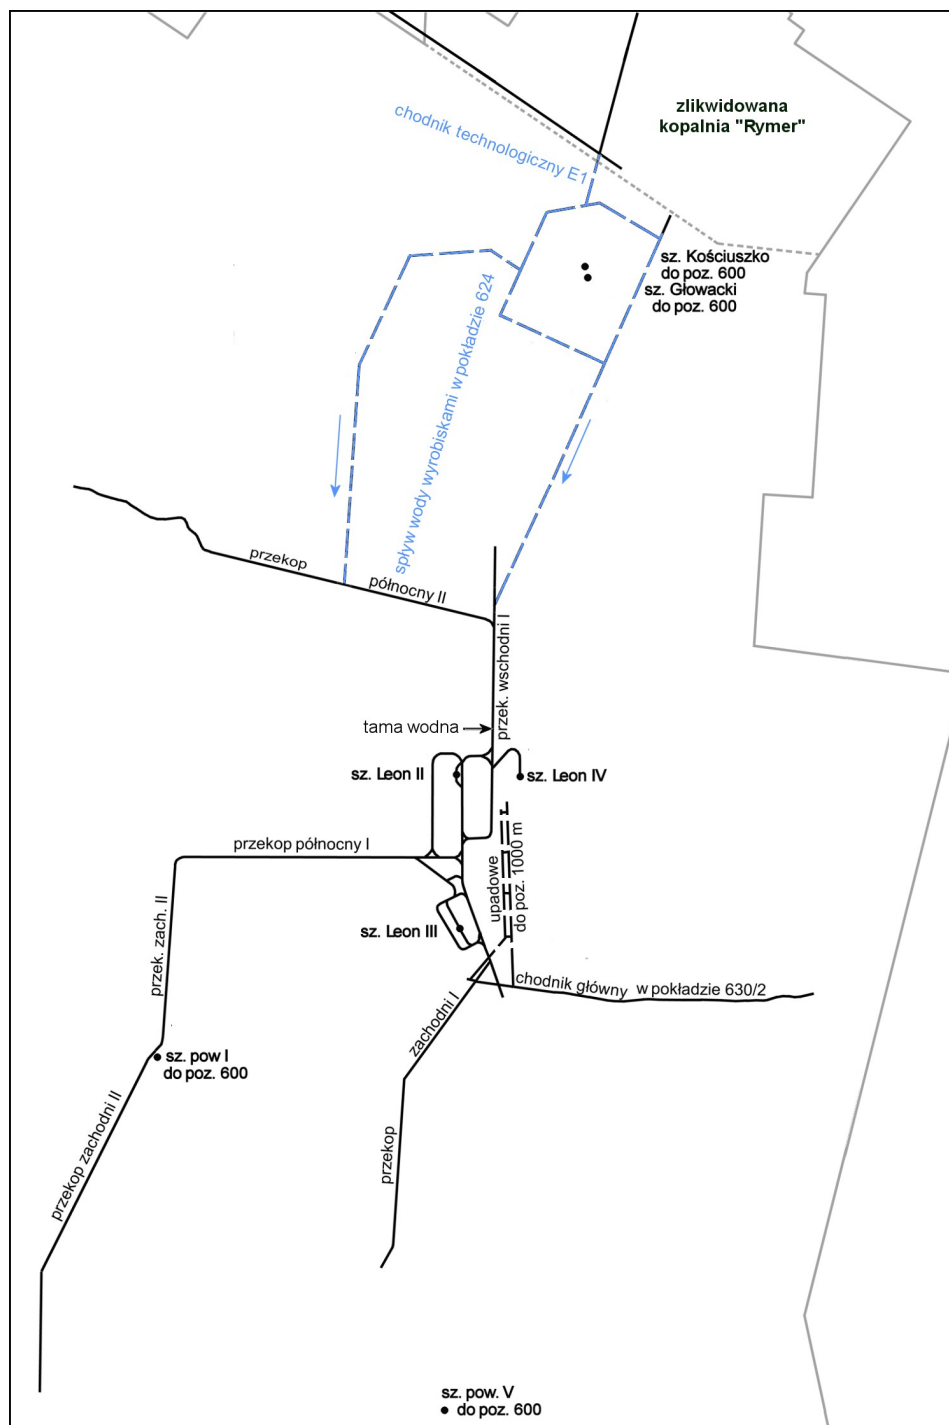 zlikwidowana
kopalnia "Rymer"
chodnik technologiczny E1
sz. Kościuszko
do poz. 600
sz. Głowacki
do poz. 600
spływ wody wyrobiskami w pokładzie 624
przekop
północny II
przek. wschodni I
tama wodna
sz. Leon II
sz. Leon IV
przekop północny I
upadowe
do poz. 1000 m
przek. zach. II
sz. Leon III
chodnik główny w pokładzie 630/2
zachodni I
sz. pow I
do poz. 600
przekop zachodni II
przekop
sz. pow. V
do poz. 600